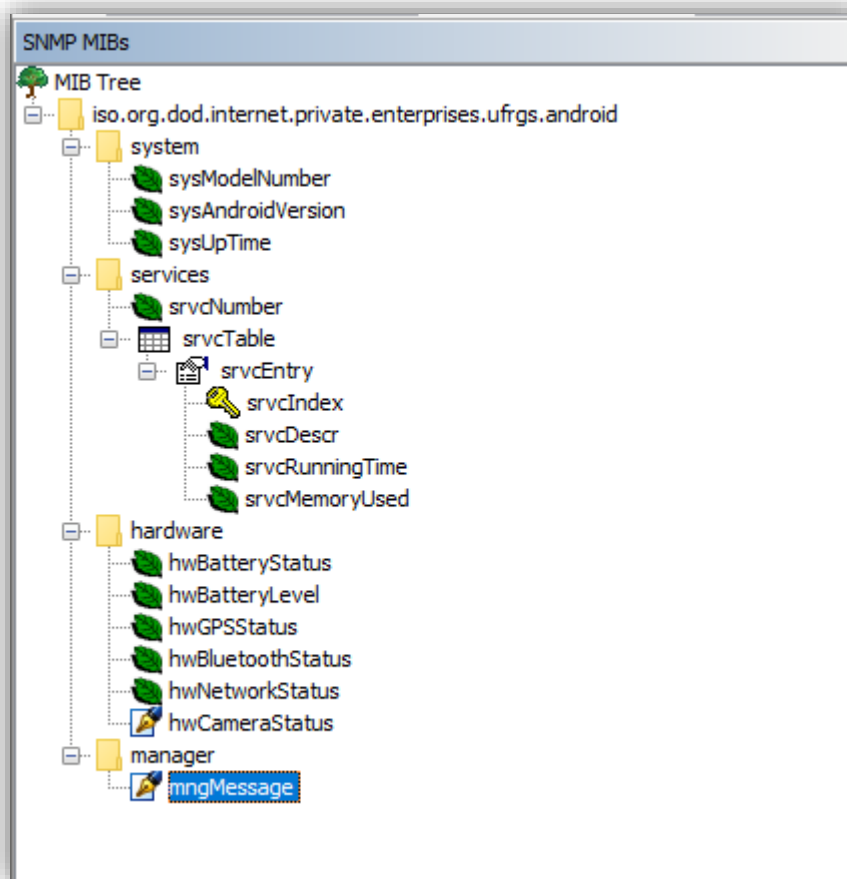 SNMP MIBs
MIB Tree
iso.org.dod.internet.private.enterprises.ufrgs.android
system
sysModelNumber
sysAndroidVersion
sysUpTime
services
srvcNumber
srvcTable
srvcEntry
srvcIndex
srvcDescr
srvcRunningTime
srvcMemoryUsed
hardware
hwBatteryStatus
hwBatteryLevel
hwGPSStatus
hwBluetoothStatus
hwNetworkStatus
hwCameraStatus
manager
mngMessage